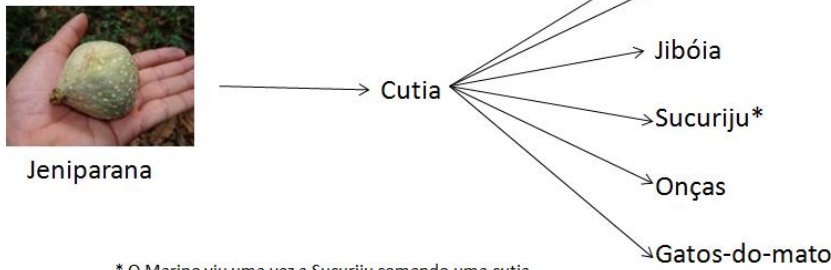 Jibóia
Cutia
Sucuriju*
Jeniparana
Onças
Gatos-do-mato
* O Marino viu uma vez a Sucuriju comendo uma cutia